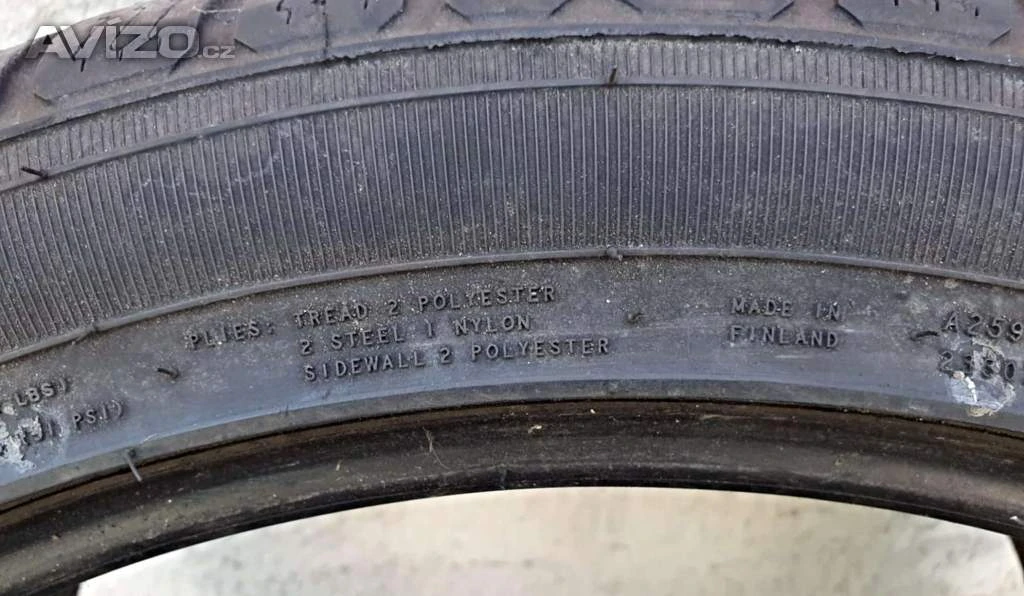 AVIZO.cz
PLIES: TREAD 2 POLYESTER
2 STEEL 1 NYLON
SIDEWALL 2 POLYESTER
MADE IN
FINLAND
A259
LBS)
PSI)